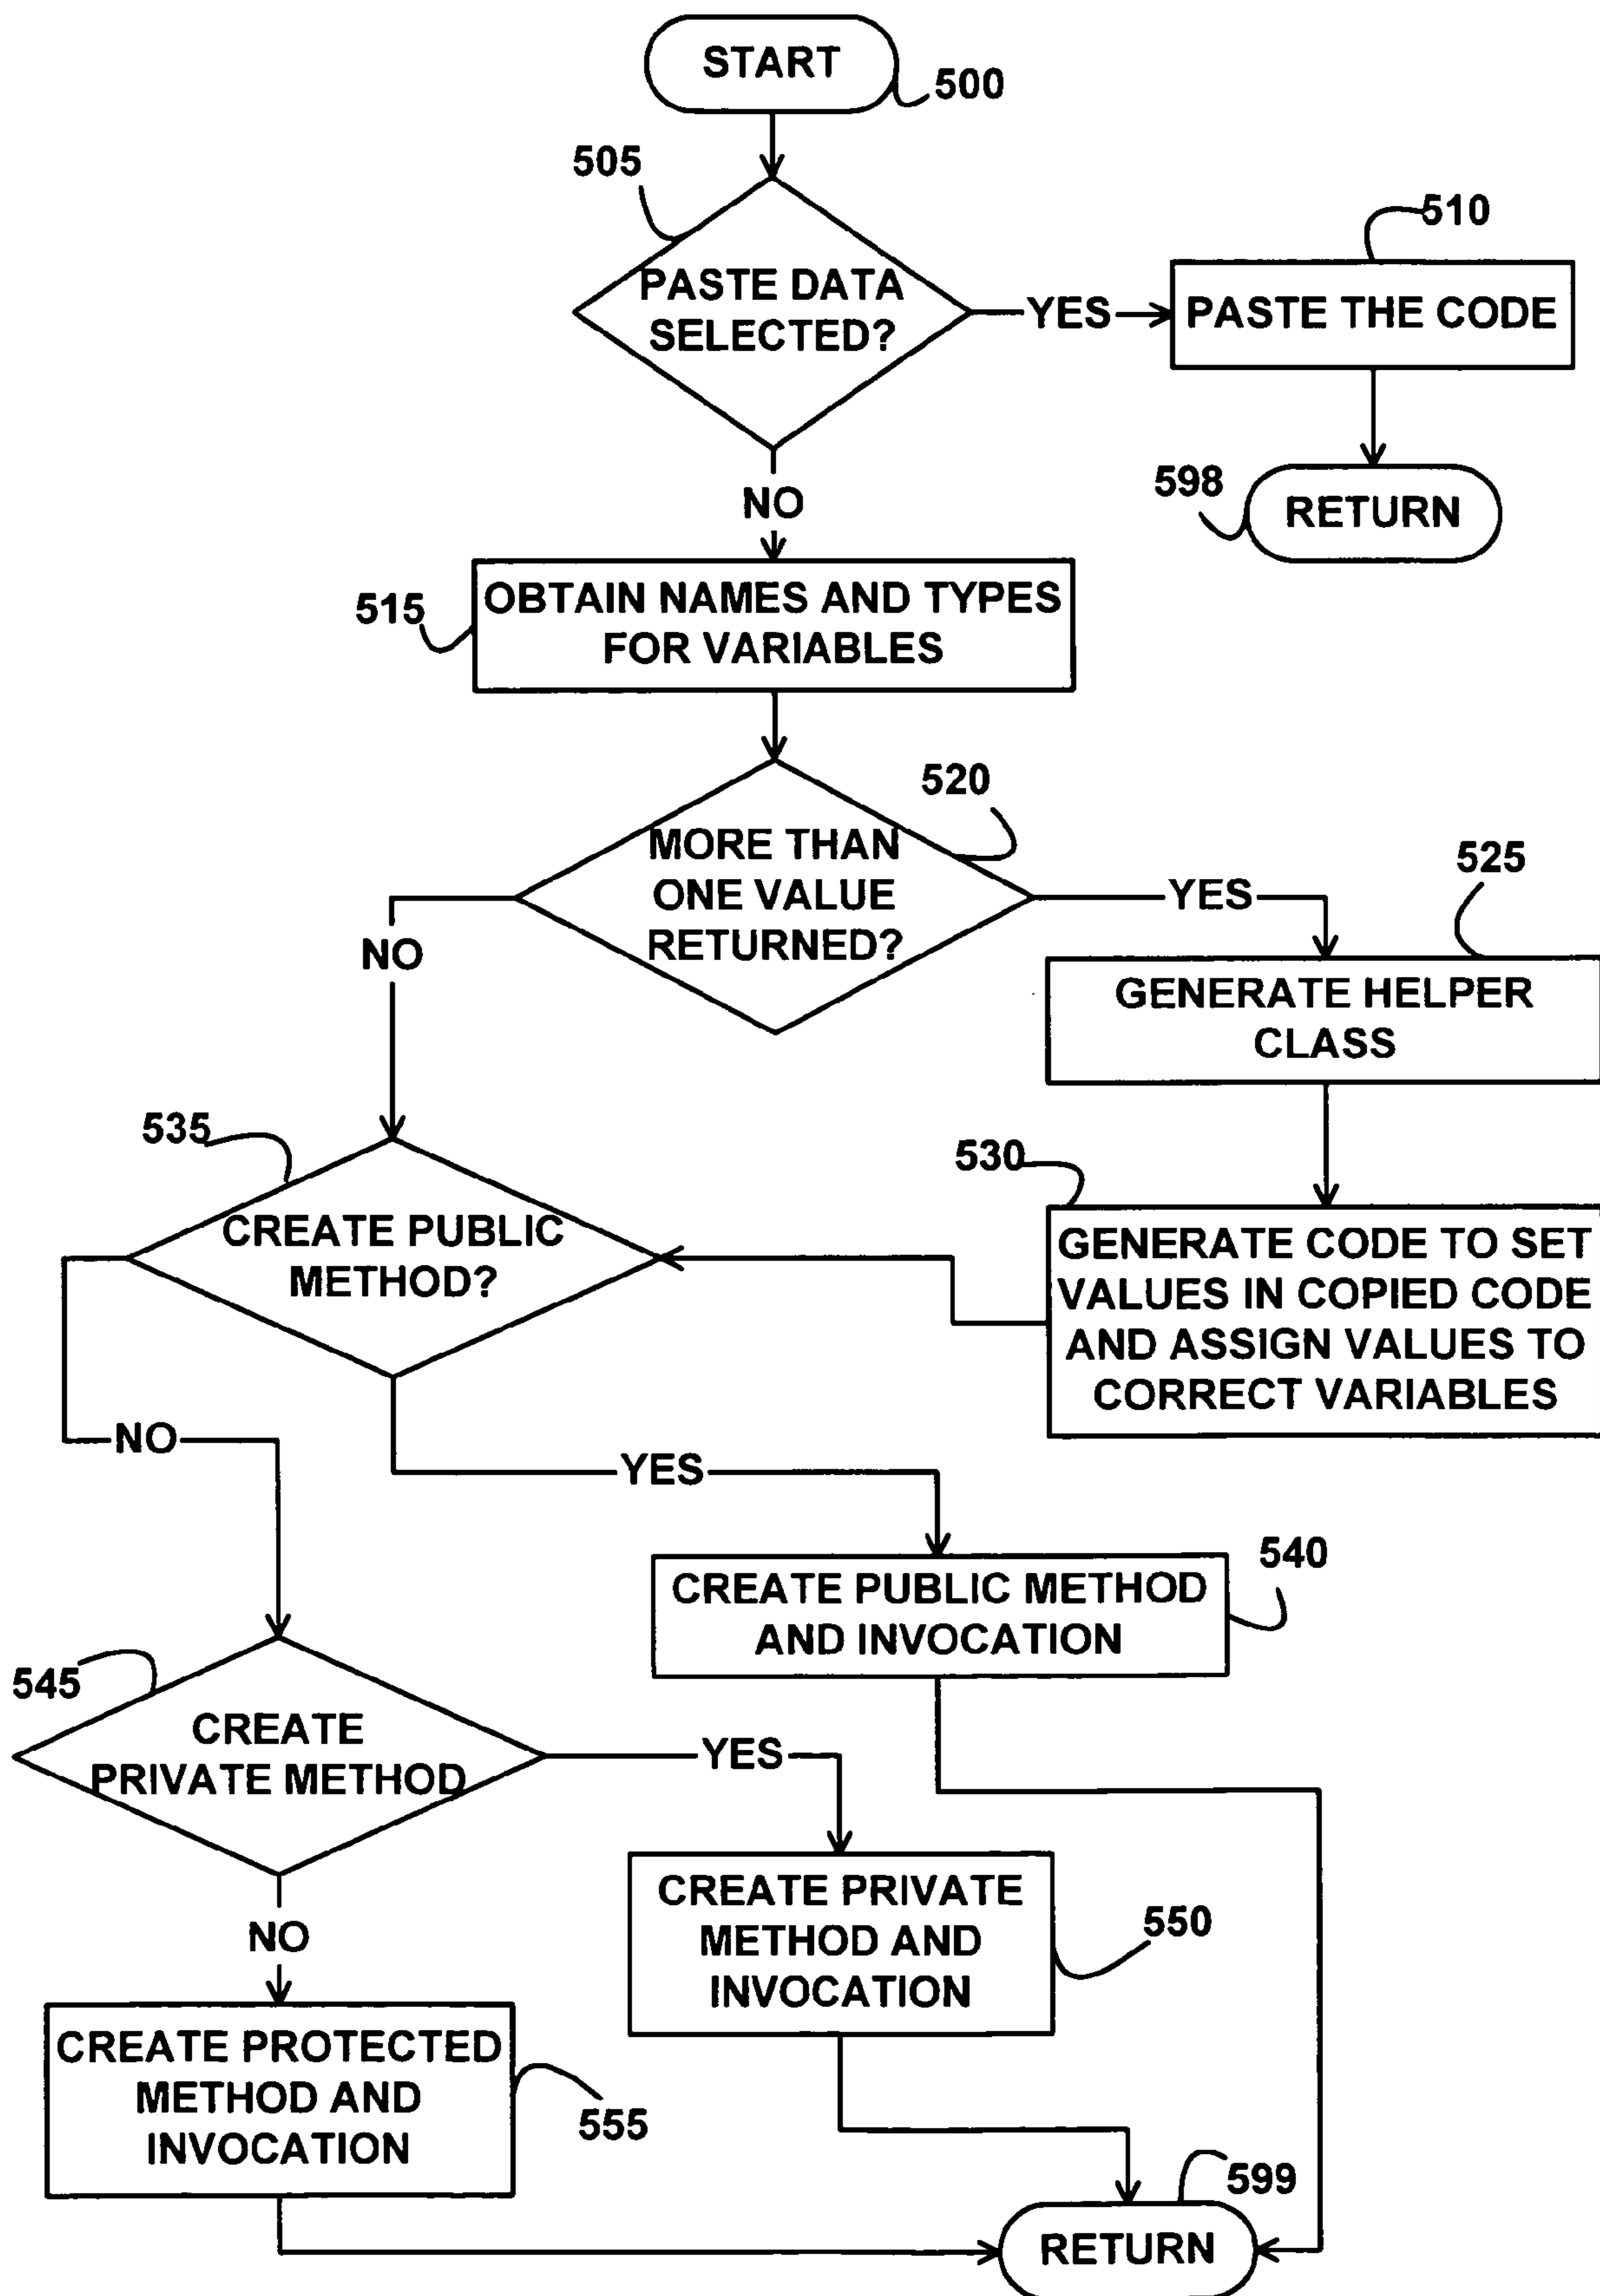 START
500
505
510
PASTE DATA
SELECTED?
YES
PASTE THE CODE
598
RETURN
NO
515
OBTAIN NAMES AND TYPES
FOR VARIABLES
520
MORE THAN
ONE VALUE
RETURNED?
YES
525
NO
GENERATE HELPER
CLASS
535
530
CREATE PUBLIC
METHOD?
GENERATE CODE TO SET
VALUES IN COPIED CODE
AND ASSIGN VALUES TO
CORRECT VARIABLES
NO
YES
540
CREATE PUBLIC METHOD
AND INVOCATION
545
CREATE
PRIVATE METHOD
YES
CREATE PRIVATE
METHOD AND
INVOCATION
550
NO
CREATE PROTECTED
METHOD AND
INVOCATION
555
599
RETURN